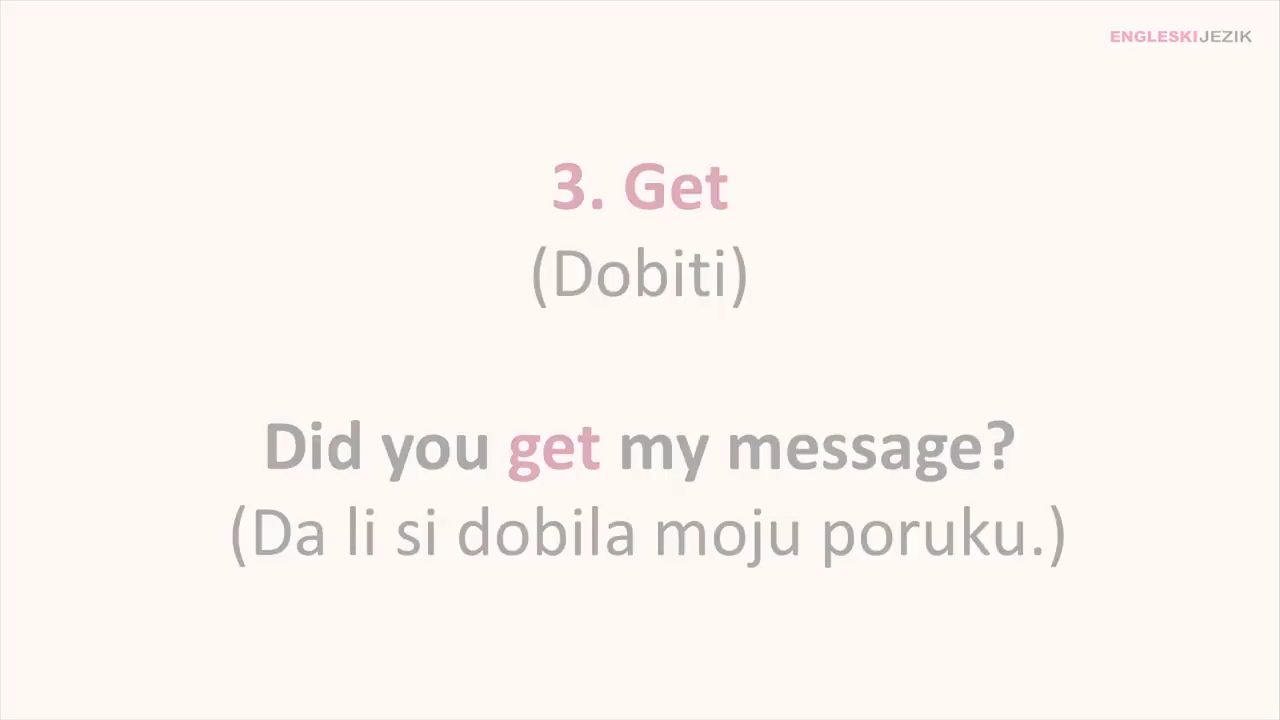 ENGLESKIJEZIK
3. Get
(Dobiti)
Did you get my message?
(Da li si dobila moju poruku.)